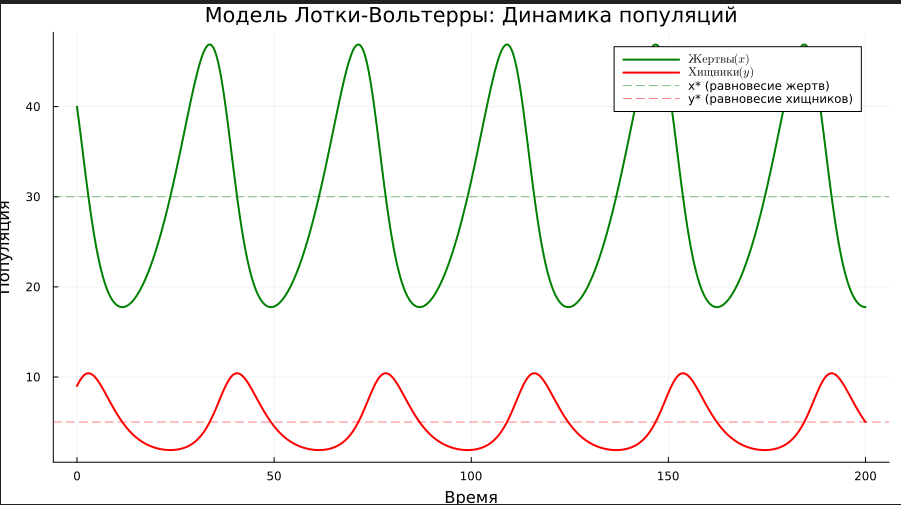 Модель Лотки-Вольтерры: Динамика популяций
Жертвы(x)
Хищники(y)
x* (равновесие жертв)
y* (равновесие хищников)
Популяция
40
30
20
10
0
50
100
150
200
Время